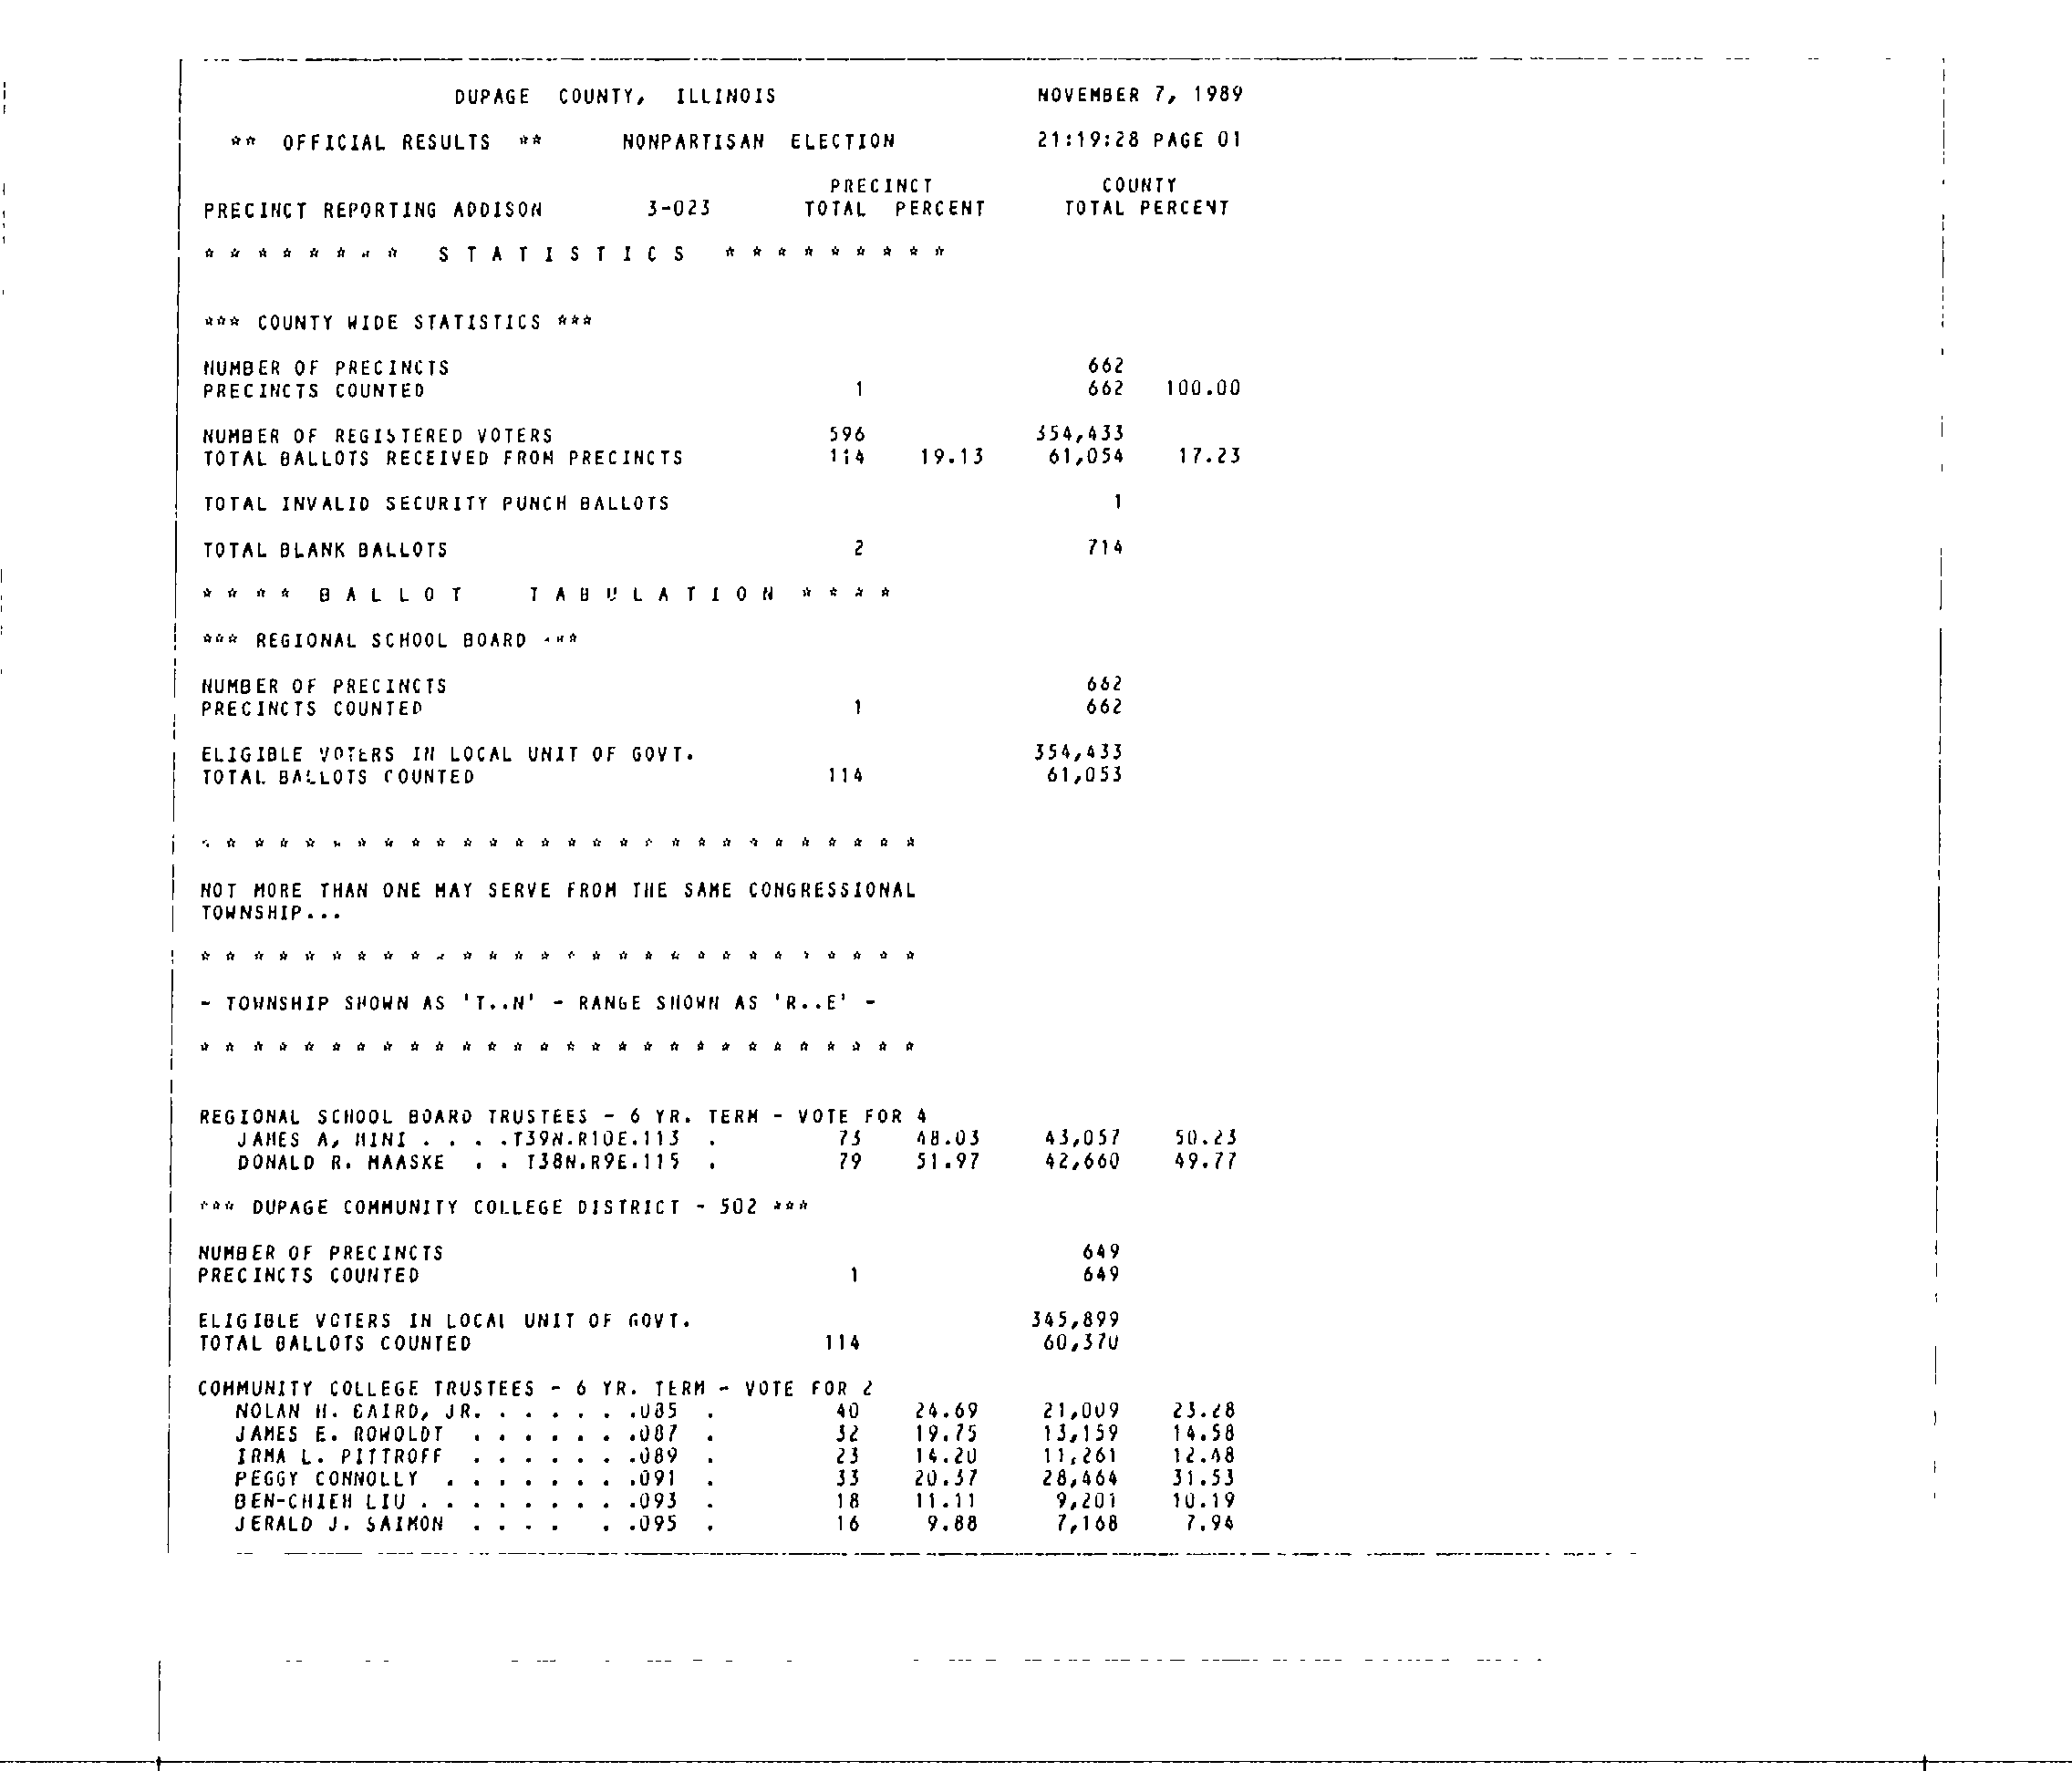 DUPAGE COUNTY, ILLINOIS NOVEMBER 7, 1989
** OFFICIAL RESULTS ** NONPARTISAN ELECTION 21:19:28 PAGE 01
PRECINCT COUNTY
PRECINCT REPORTING ADDISON 3-023 TOTAL PERCENT TOTAL PERCENT
* * * * * * * * S T A T I S T I C S * * * * * * * * *
*** COUNTY WIDE STATISTICS ***
NUMBER OF PRECINCTS 662
PRECINCTS COUNTED 1 662 100.00
NUMBER OF REGISTERED VOTERS 596 354,433
TOTAL BALLOTS RECEIVED FROM PRECINCTS 114 19.13 61,054 17.23
TOTAL INVALID SECURITY PUNCH BALLOTS 1
TOTAL BLANK BALLOTS 2 714
* * * * B A L L O T T A B U L A T I O N * * * *
*** REGIONAL SCHOOL BOARD ***
NUMBER OF PRECINCTS 662
PRECINCTS COUNTED 1 662
ELIGIBLE VOTERS IN LOCAL UNIT OF GOVT. 354,433
TOTAL BALLOTS COUNTED 114 61,053
* * * * * * * * * * * * * * * * * * * * * * * * * * * *
NOT MORE THAN ONE MAY SERVE FROM THE SAME CONGRESSIONAL
TOWNSHIP...
* * * * * * * * * * * * * * * * * * * * * * * * * * * *
- TOWNSHIP SHOWN AS 'T..N' - RANGE SHOWN AS 'R..E' -
* * * * * * * * * * * * * * * * * * * * * * * * * * * *
REGIONAL SCHOOL BOARD TRUSTEES - 6 YR. TERM - VOTE FOR 4
JAMES A. MINI . . . .T39N.R10E.113 . 73 48.03 43,057 50.23
DONALD R. MAASKE . . T38N.R9E.115 . 79 51.97 42,660 49.77
*** DUPAGE COMMUNITY COLLEGE DISTRICT - 502 ***
NUMBER OF PRECINCTS 649
PRECINCTS COUNTED 1 649
ELIGIBLE VOTERS IN LOCAL UNIT OF GOVT. 345,899
TOTAL BALLOTS COUNTED 114 60,370
COMMUNITY COLLEGE TRUSTEES - 6 YR. TERM - VOTE FOR 2
NOLAN H. BAIRD, JR. . . . . . .085 . 40 24.69 21,009 23.28
JAMES E. ROWOLDT . . . . . . .087 . 32 19.75 13,159 14.58
IRMA L. PITTROFF . . . . . . .089 . 23 14.20 11,261 12.48
PEGGY CONNOLLY . . . . . . . .091 . 33 20.37 28,464 31.53
BEN-CHIEH LIU . . . . . . . . .093 . 18 11.11 9,201 10.19
JERALD J. SAIMON . . . . . .095 . 16 9.88 7,168 7.94